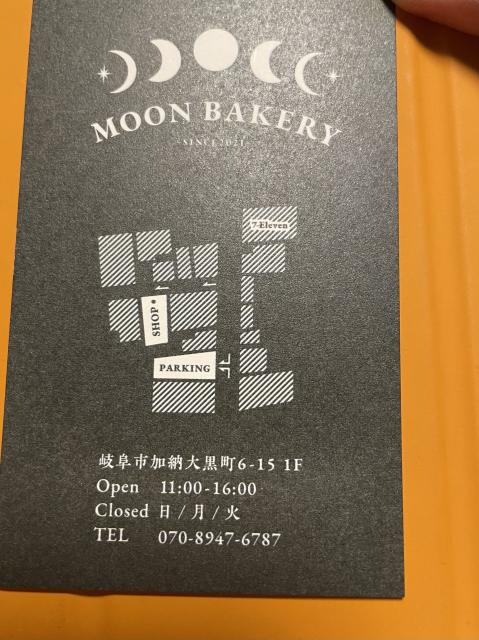 MOON BAKERY
-SINCE 2021-
7-Eleven
SHOP
PARKING
岐阜市加納大黒町6-15 1F
Open 11:00-16:00
Closed 日/月/火
TEL 070-8947-6787